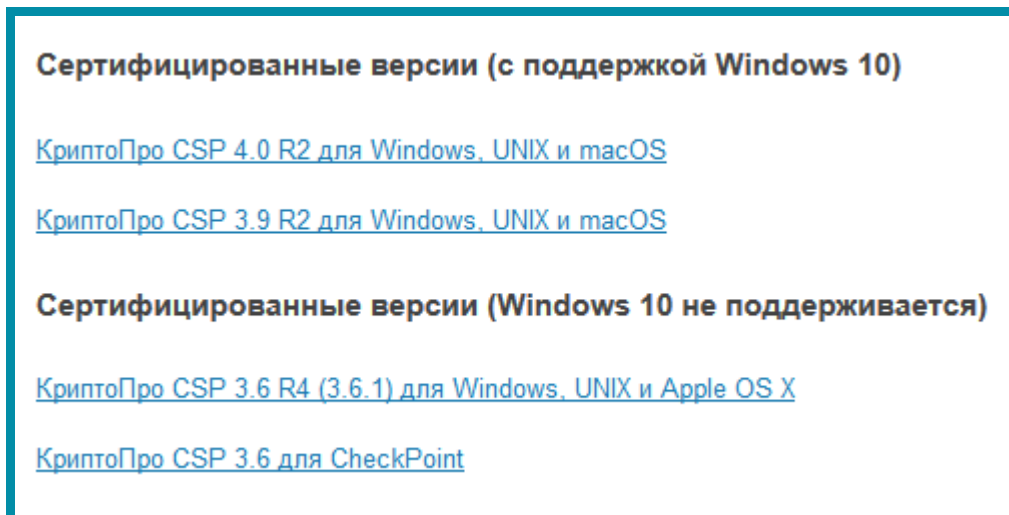 Сертифицированные версии (с поддержкой Windows 10)
КриптоПро CSP 4.0 R2 для Windows, UNIX и macOS
КриптоПро CSP 3.9 R2 для Windows, UNIX и macOS
Сертифицированные версии (Windows 10 не поддерживается)
КриптоПро CSP 3.6 R4 (3.6.1) для Windows, UNIX и Apple OS X
КриптоПро CSP 3.6 для CheckPoint